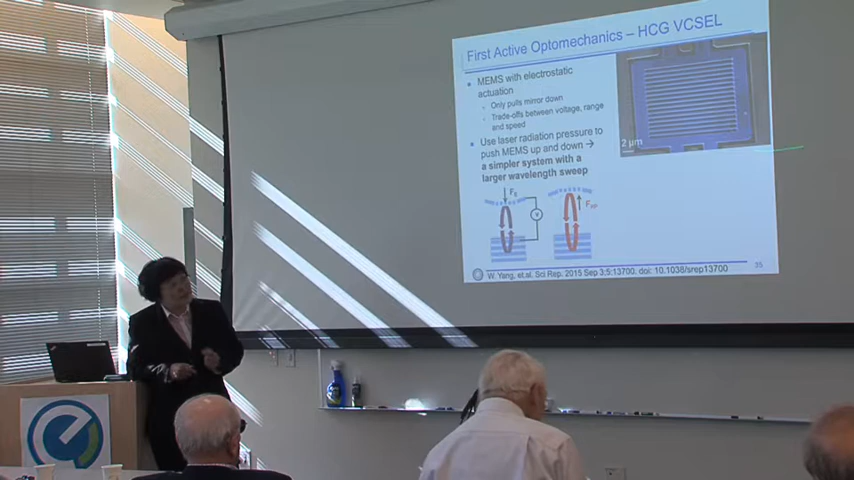 First Active Optomechanics – HCG VCSEL
• MEMS with electrostatic
actuation
Only pulls mirror down
Trade-offs between voltage, range
and speed
• Use laser radiation pressure to
push MEMS up and down →
a simpler system with a
larger wavelength sweep
2 μm
V
W. Yang, et.al. Sci Rep. 2015 Sep 3;5:13700. doi: 10.1038/srep13700